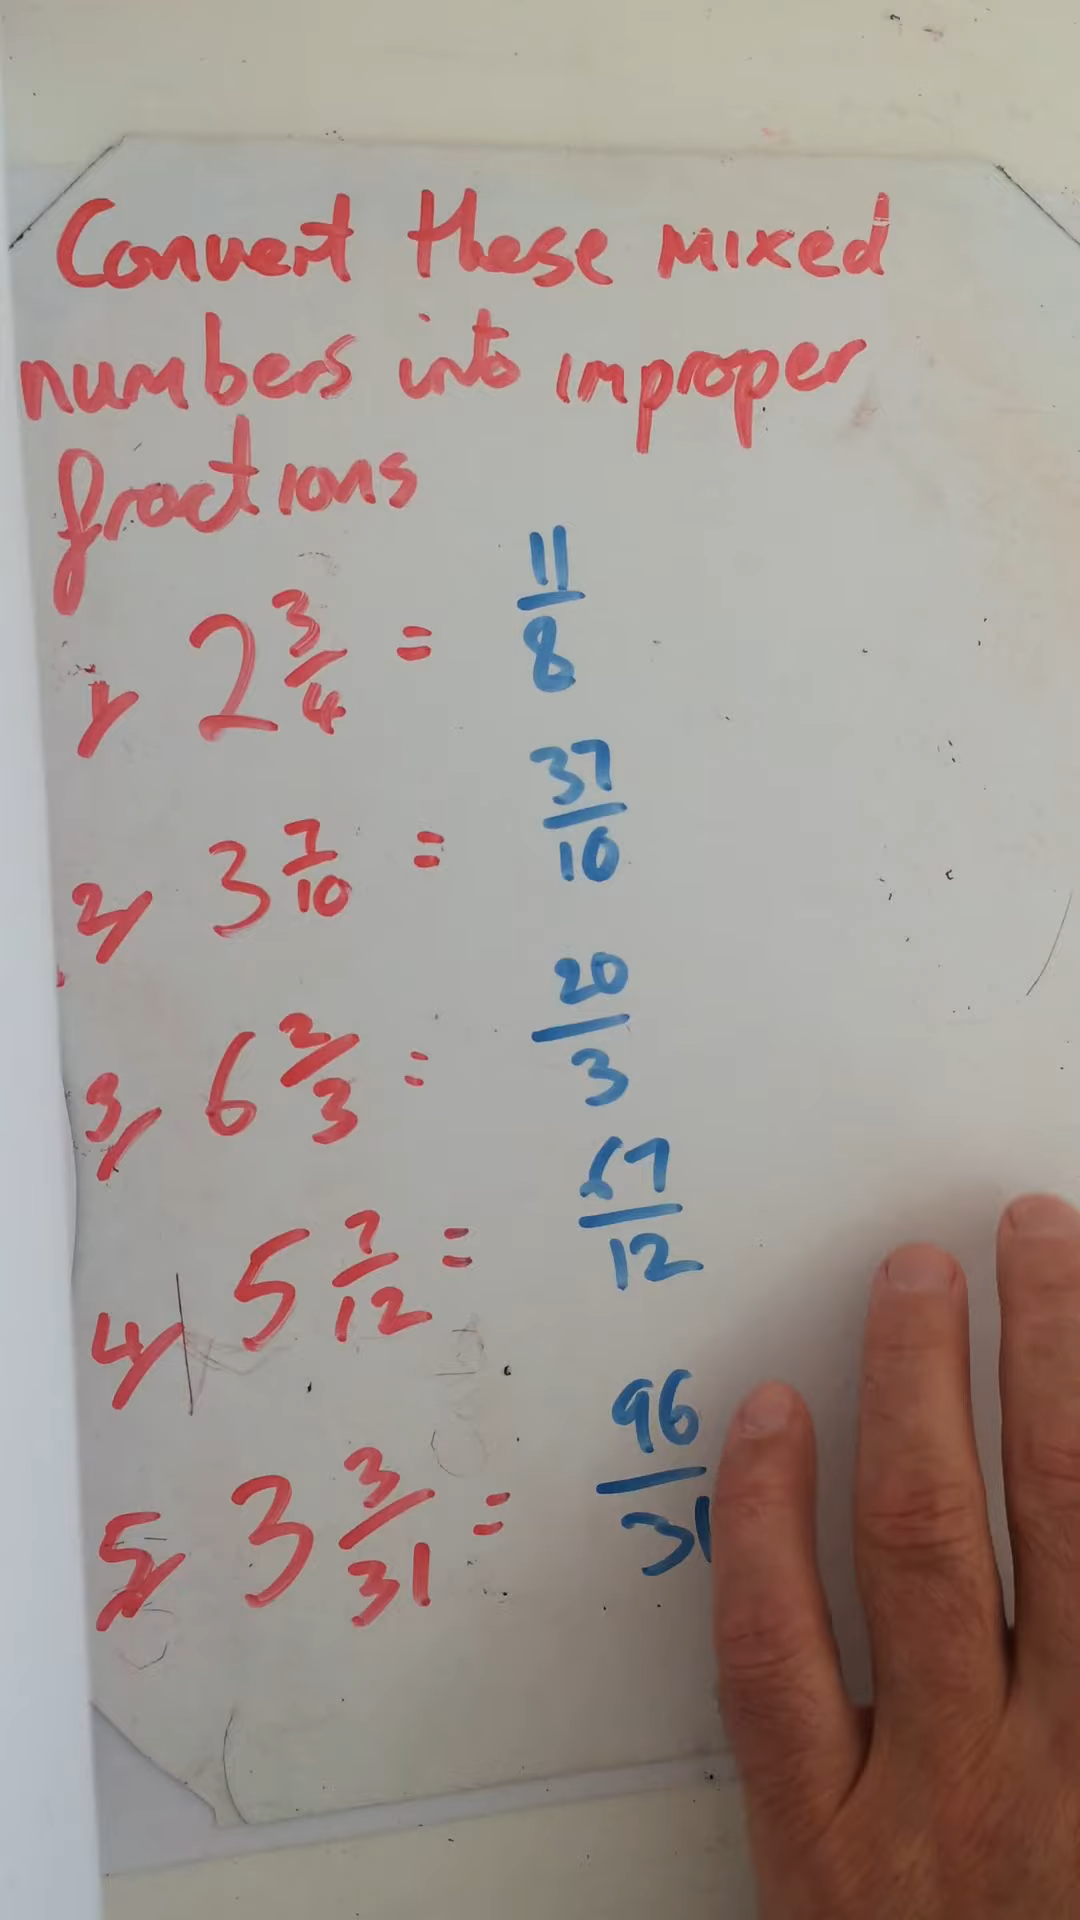 Convert these mixed
numbers into improper
fractions
1) 2 3/4 = 11/8
2) 3 7/10 = 37/10
3) 6 2/3 = 20/3
4) 5 7/12 = 67/12
5) 3 3/31 = 96/31